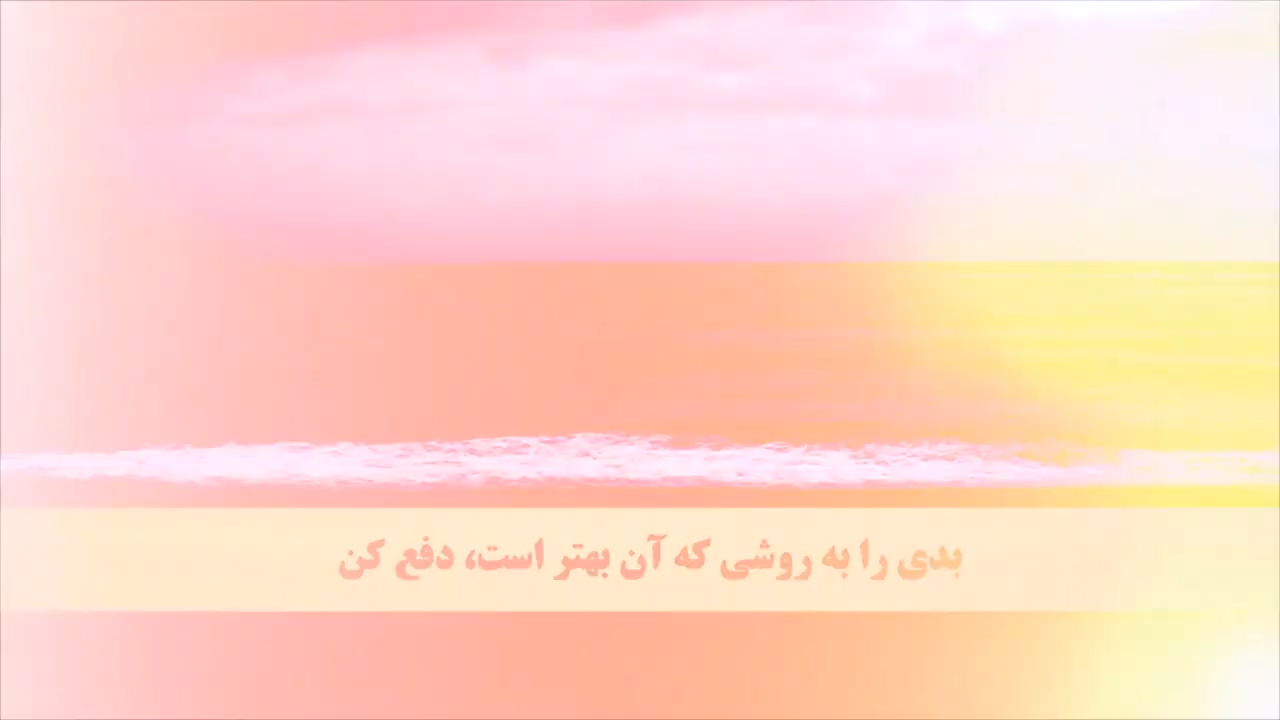 بدی را به روشی که آن بهتر است، دفع کن